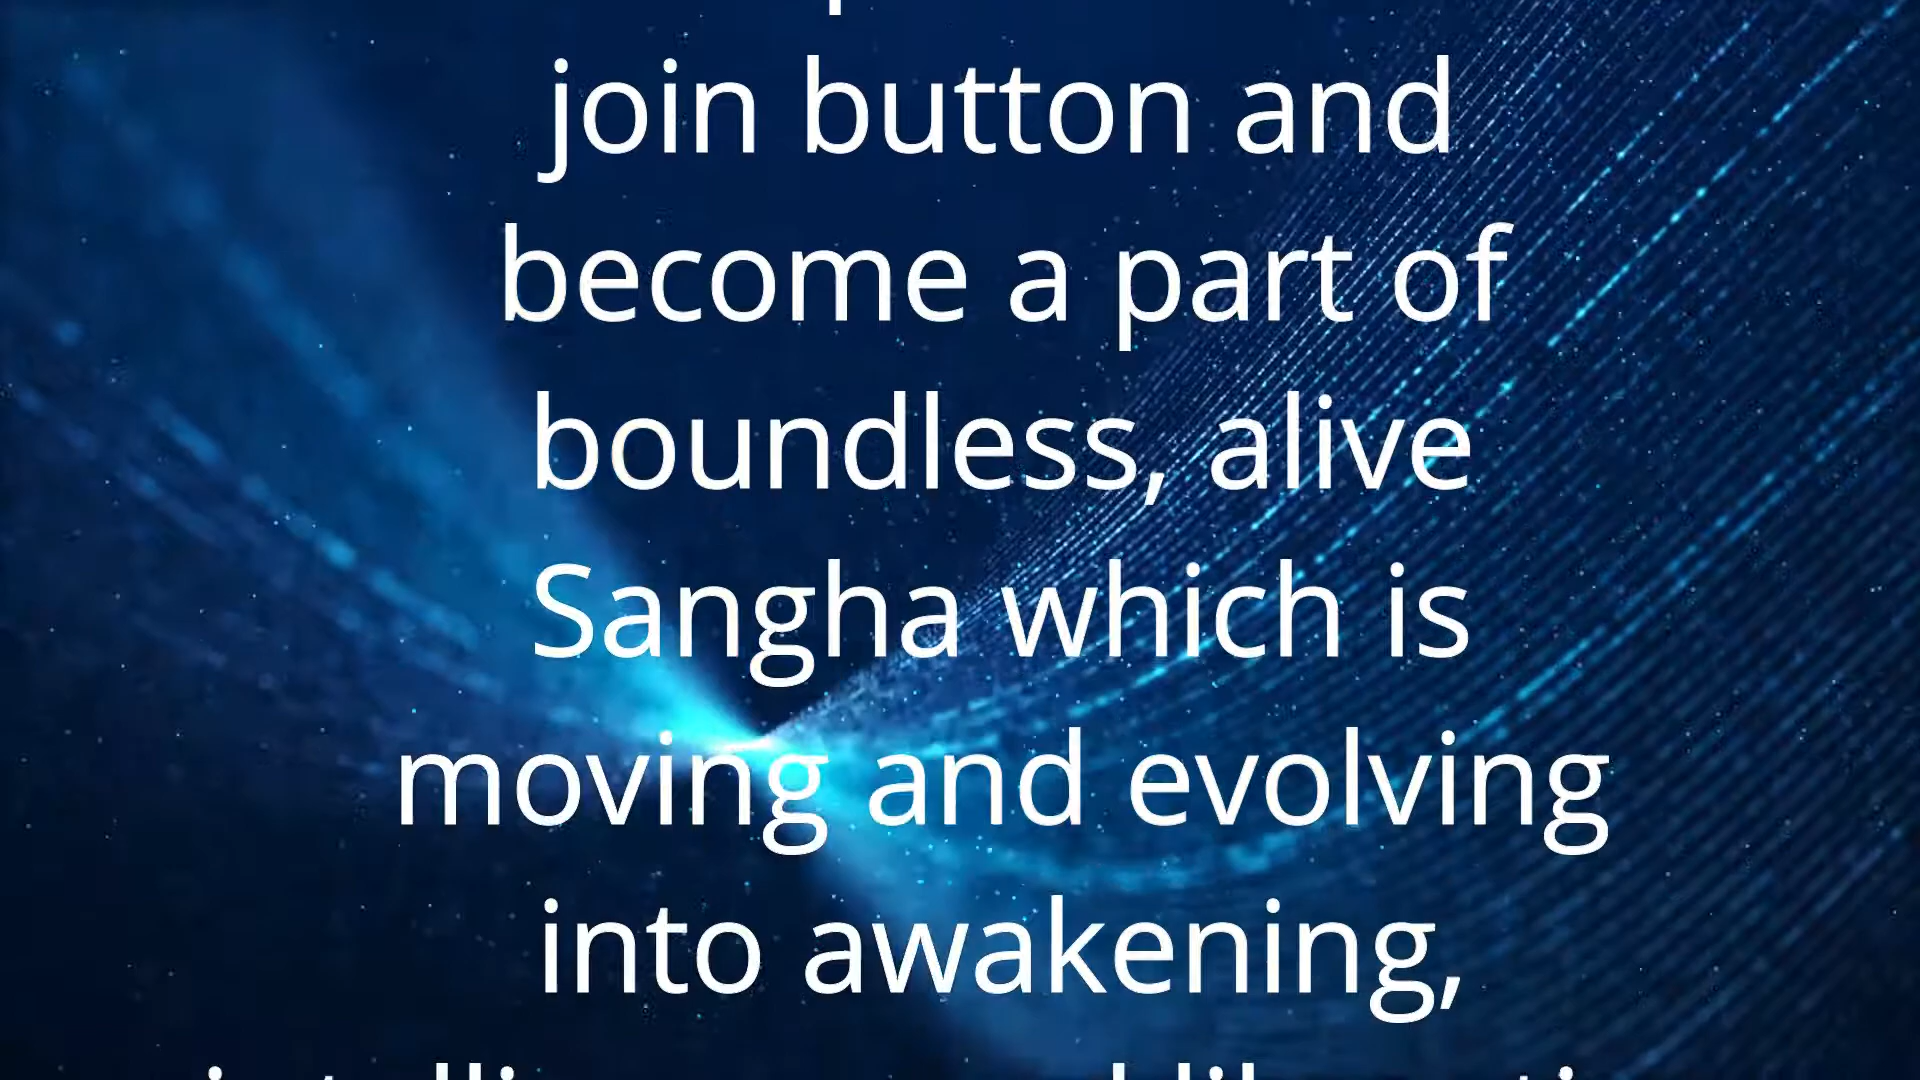 join button and
become a part of
boundless, alive
Sangha which is
moving and evolving
into awakening,